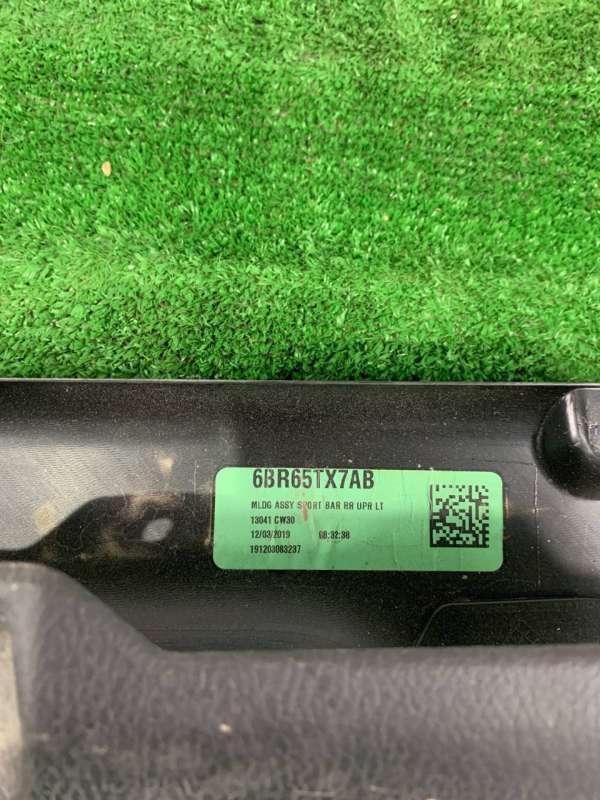 6BR65TX7AB
MLDG ASSY SPORT BAR RR UPR LT
13041 CW30
12/03/2019 08:32:38
191203083237